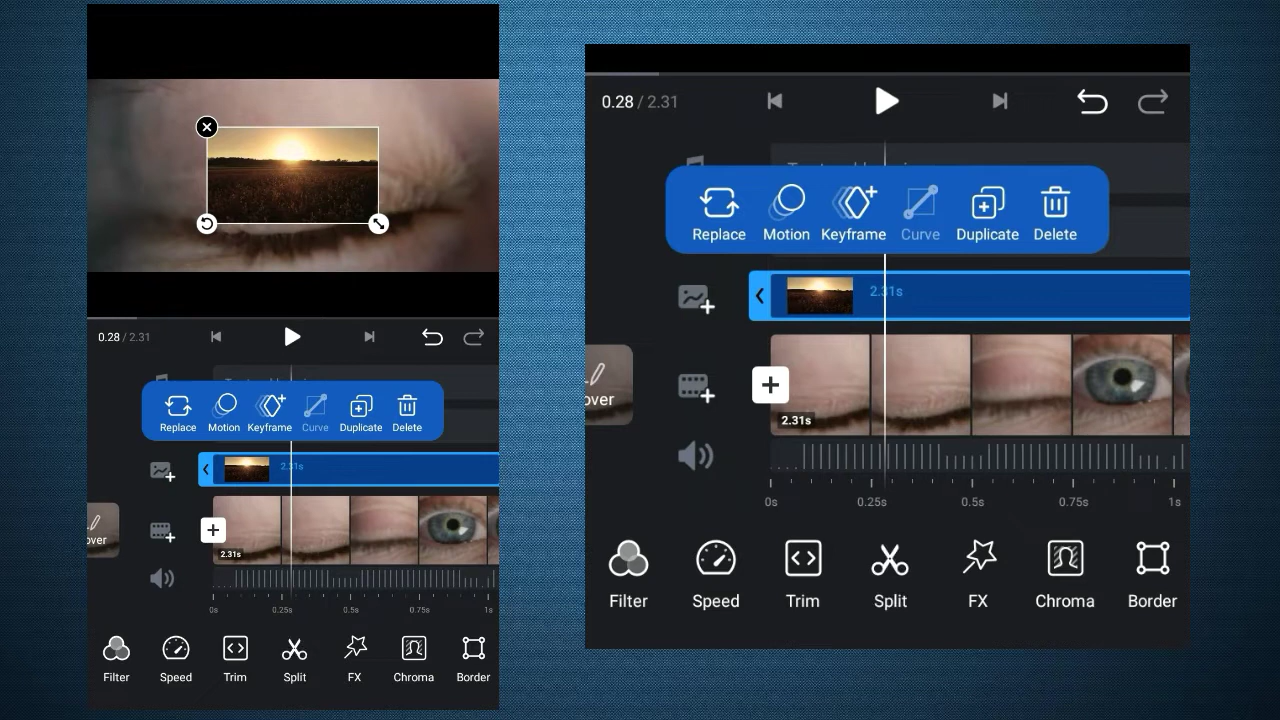 0.28 / 2.31
Replace Motion Keyframe Curve Duplicate Delete
2.31s
over
2.31s
0s 0.25s 0.5s 0.75s 1s
Filter Speed Trim Split FX Chroma Border
0.28 / 2.31
Replace Motion Keyframe Curve Duplicate Delete
2.31s
over
2.31s
0s 0.25s 0.5s 0.75s 1s
Filter Speed Trim Split FX Chroma Border